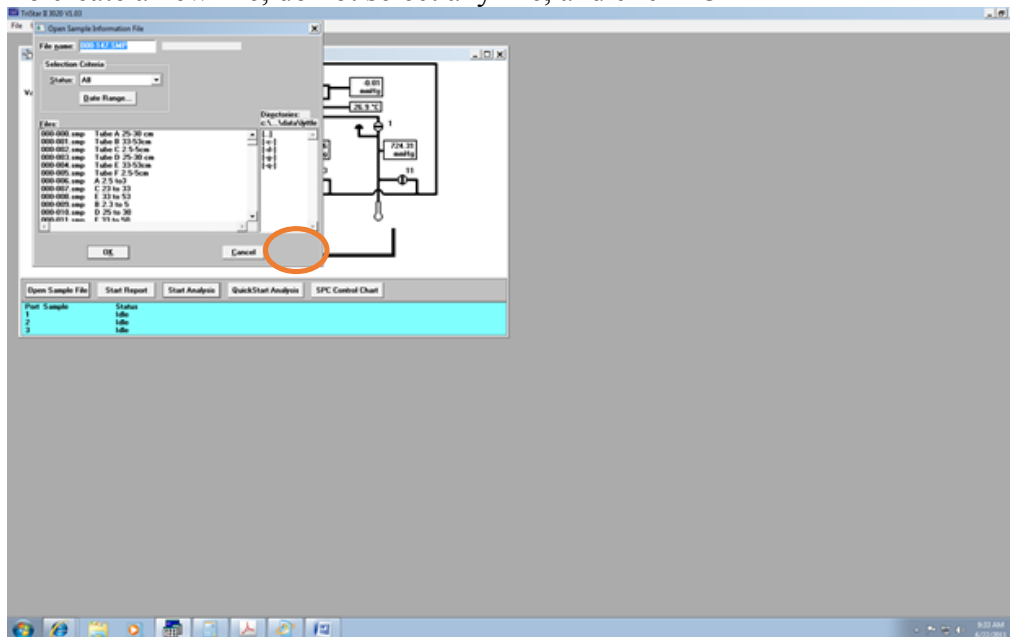 TriStar II 3020 V1.03
File
Open Sample Information File
File name: 000-147.SMP
Selection Criteria
Status: All
Date Range...
Files:
000-000.smp Tube A 25-30 cm
000-001.smp Tube B 33-53cm
000-002.smp Tube C 2.5-5cm
000-003.smp Tube D 25-30 cm
000-004.smp Tube E 33-53cm
000-005.smp Tube F 2.5-5cm
000-006.smp A 2.5 to3
000-007.smp C 23 to 33
000-008.smp E 33 to 53
000-009.smp B 2.3 to 5
000-010.smp D 25 to 30
Directories:
c:\...\data\lyttle
[..]
[-c-]
[-d-]
OK
Cancel
-0.01
mmHg
26.9 °C
1
724.31
mmHg
11
Open Sample File Start Report Start Analysis QuickStart Analysis SPC Control Chart
Port Sample Status
1 Idle
2 Idle
3 Idle
9:33 AM